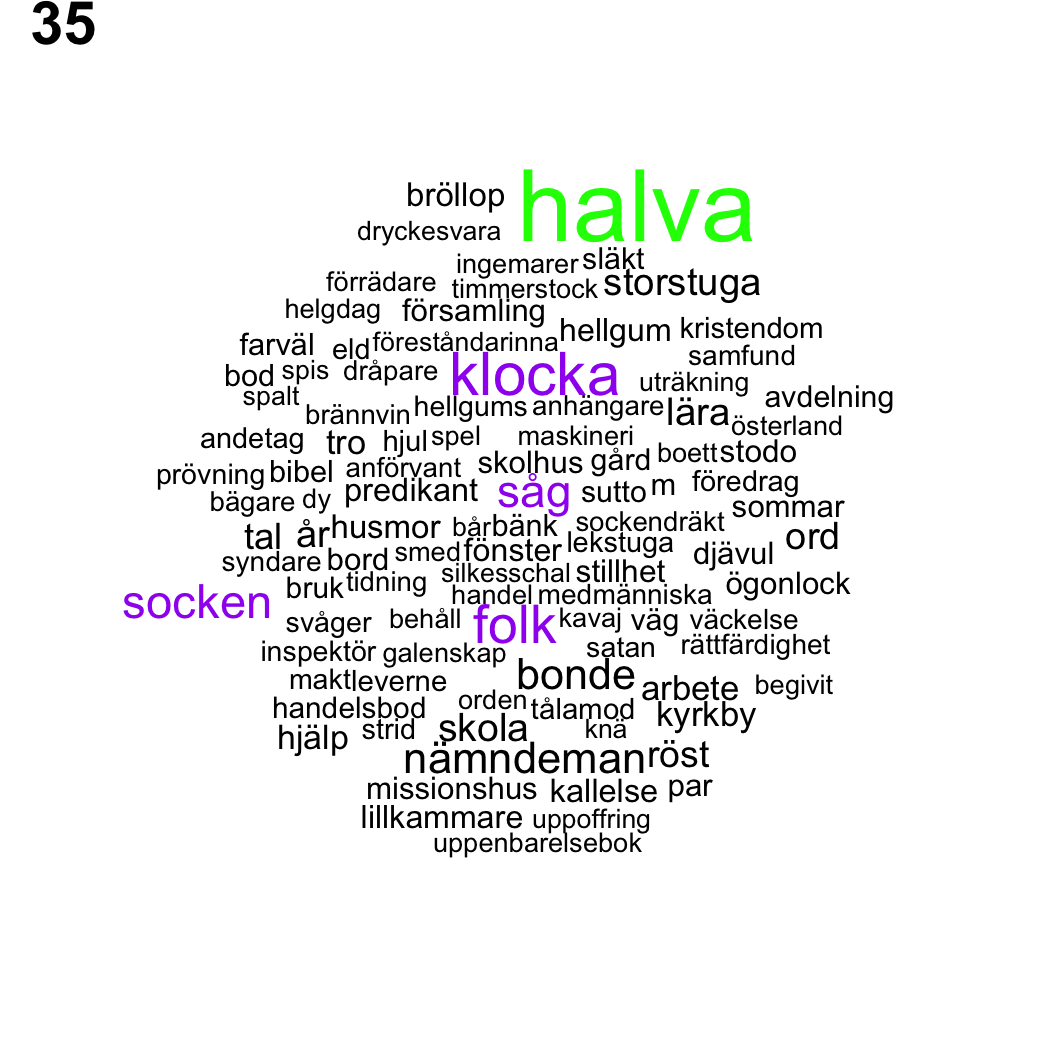 35
bröllop halva
dryckesvara
ingemarer släkt
förrädare timmerstock storstuga
helgdag församling
farväl eld föreståndarinna hellgum kristendom
samfund
bod spis dråpare klocka uträkning
spalt avdelning
brännvin hellgums anhängare lära österland
andetag tro hjul spel maskineri boett stodo
prövning bibel anförvant skolhus gård
bägare dy predikant såg sutto m föredrag
sommar
tal år husmor bår bänk sockendräkt ord
syndare bord smed fönster lekstuga djävul
socken bruk tidning silkesschal stillhet ögonlock
handel medmänniska
svåger behåll folk kavaj väg väckelse
inspektör galenskap satan rättfärdighet
makt leverne bonde arbete begivit
handelsbod orden tålamod kyrkby
hjälp strid skola knä
nämndeman röst
missionshus kallelse par
lillkammare uppoffring
uppenbarelsebok